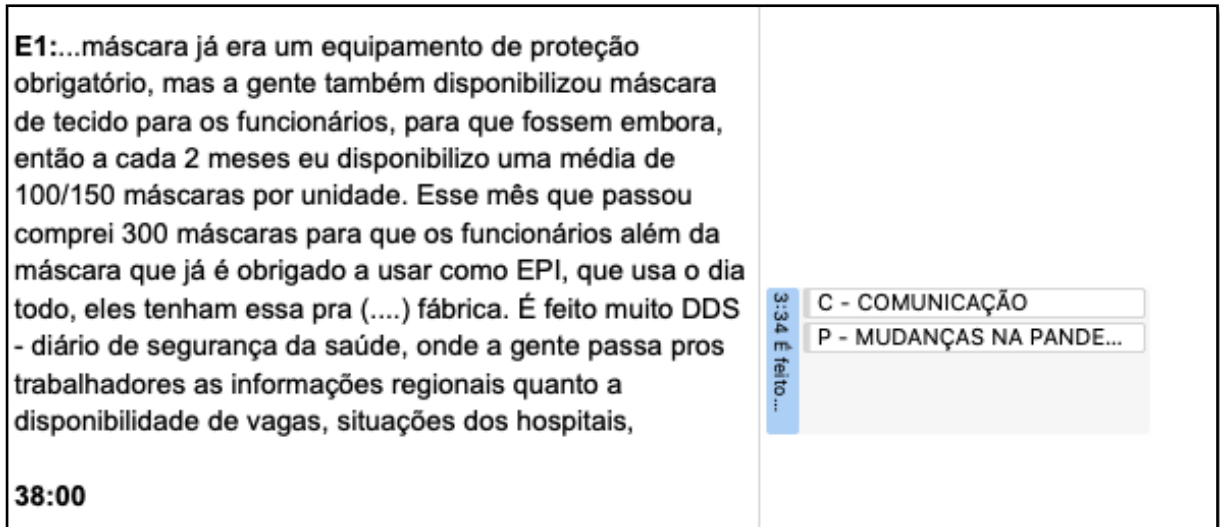 E1:...máscara já era um equipamento de proteção
obrigatório, mas a gente também disponibilizou máscara
de tecido para os funcionários, para que fossem embora,
então a cada 2 meses eu disponibilizo uma média de
100/150 máscaras por unidade. Esse mês que passou
comprei 300 máscaras para que os funcionários além da
máscara que já é obrigado a usar como EPI, que usa o dia
todo, eles tenham essa pra (....) fábrica. É feito muito DDS
- diário de segurança da saúde, onde a gente passa pros
trabalhadores as informações regionais quanto a
disponibilidade de vagas, situações dos hospitais,
38:00
3:34 É feito...
C - COMUNICAÇÃO
P - MUDANÇAS NA PANDE...